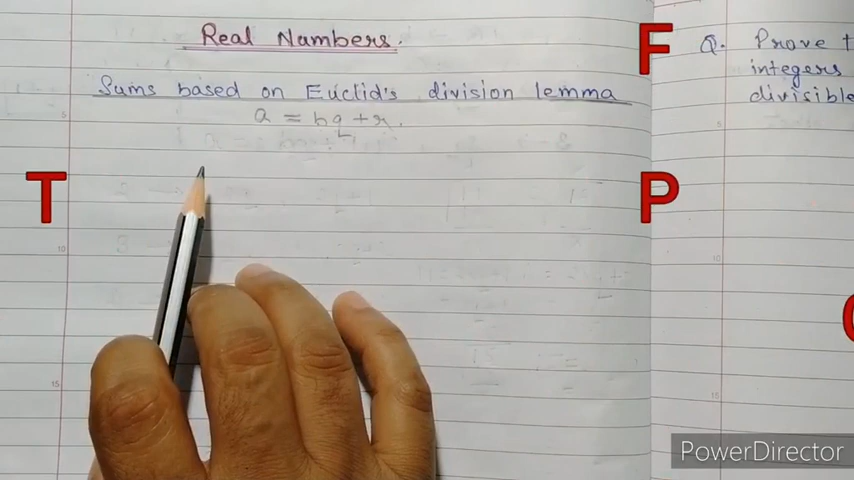 Real Numbers.
Sums based on Euclid's division lemma
a = bq + r.
Q. Prove t
integers
divisible
F
T
P
PowerDirector